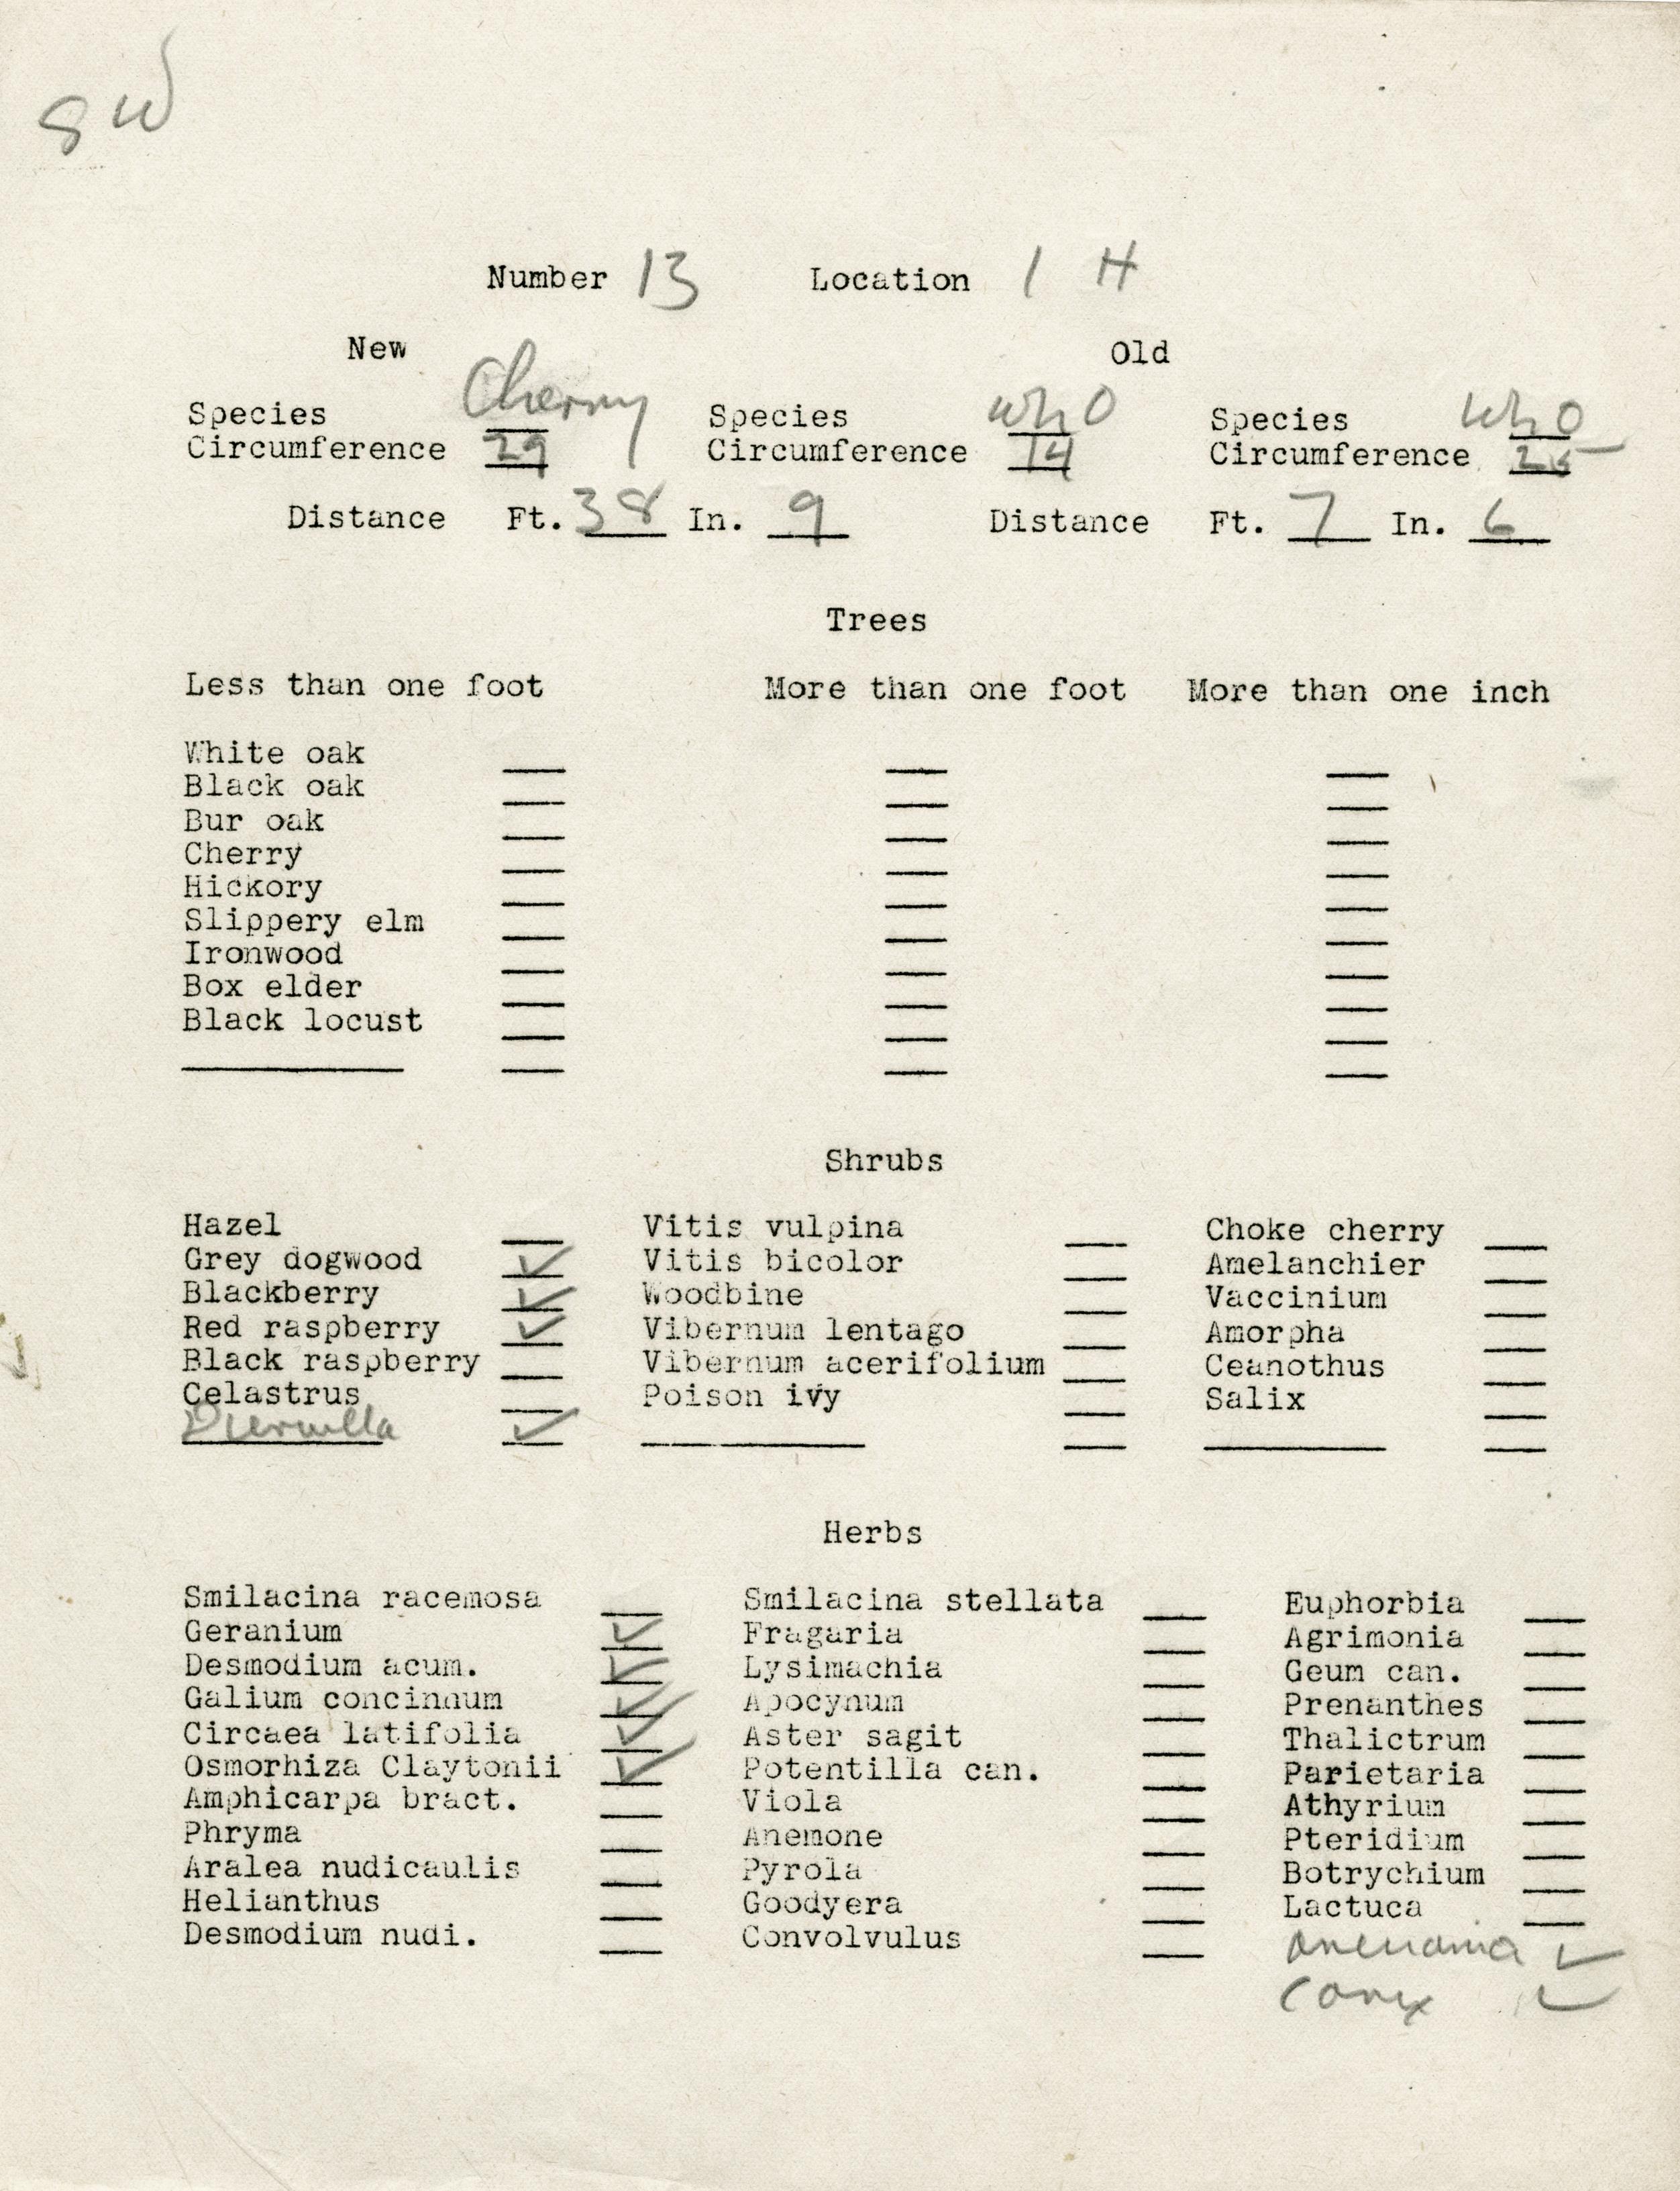 SW
Number 13 Location 1 H
New Old
Species Cherry Species Wh O Species Wh O
Circumference 29 Circumference 14 Circumference
Distance Ft. 38 In. 9 Distance Ft. 7 In. 6
Trees
Less than one foot More than one foot More than one inch
White oak
Black oak
Bur oak
Cherry
Hickory
Slippery elm
Ironwood
Box elder
Black locust
Shrubs
Hazel Vitis vulpina Choke cherry
Grey dogwood ✓ Vitis bicolor Amelanchier
Blackberry ✓ Woodbine Vaccinium
Red raspberry ✓ Vibernum lentago Amorpha
Black raspberry Vibernum acerifolium Ceanothus
Celastrus Poison ivy Salix
Diervilla ✓
Herbs
Smilacina racemosa Smilacina stellata Euphorbia
Geranium ✓ Fragaria Agrimonia
Desmodium acum. ✓ Lysimachia Geum can.
Galium concinnum ✓ Apocynum Prenanthes
Circaea latifolia ✓ Aster sagit Thalictrum
Osmorhiza Claytonii ✓ Potentilla can. Parietaria
Amphicarpa bract. Viola Athyrium
Phryma Anemone Pteridium
Aralea nudicaulis Pyrola Botrychium
Helianthus Goodyera Lactuca
Desmodium nudi. Convolvulus
✓
Carex ✓